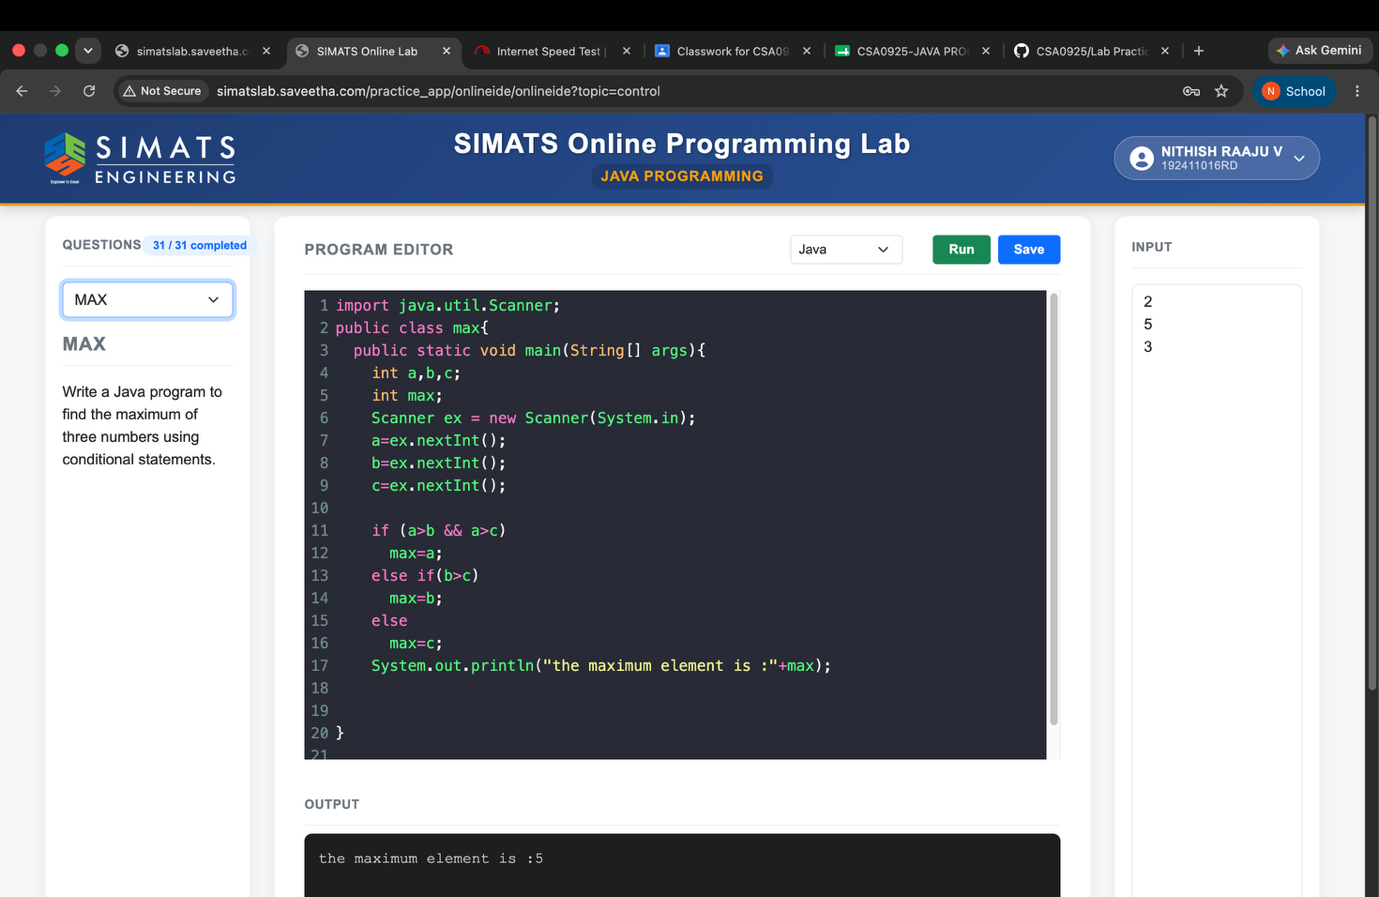 simatslab.saveetha.c
SIMATS Online Lab
Internet Speed Test |
Classwork for CSA09
CSA0925-JAVA PRO
CSA0925/Lab Practic
Ask Gemini
Not Secure
simatslab.saveetha.com/practice_app/onlineide/onlineide?topic=control
N School
SIMATS
ENGINEERING
Engineer to Excel
SIMATS Online Programming Lab
JAVA PROGRAMMING
NITHISH RAAJU V
192411016RD
QUESTIONS 31 / 31 completed
MAX
MAX
Write a Java program to
find the maximum of
three numbers using
conditional statements.
PROGRAM EDITOR
Java
Run
Save
1 import java.util.Scanner;
2 public class max{
3 public static void main(String[] args){
4 int a,b,c;
5 int max;
6 Scanner ex = new Scanner(System.in);
7 a=ex.nextInt();
8 b=ex.nextInt();
9 c=ex.nextInt();
10
11 if (a>b && a>c)
12 max=a;
13 else if(b>c)
14 max=b;
15 else
16 max=c;
17 System.out.println("the maximum element is :"+max);
18
19
20 }
21
OUTPUT
the maximum element is :5
INPUT
2
5
3